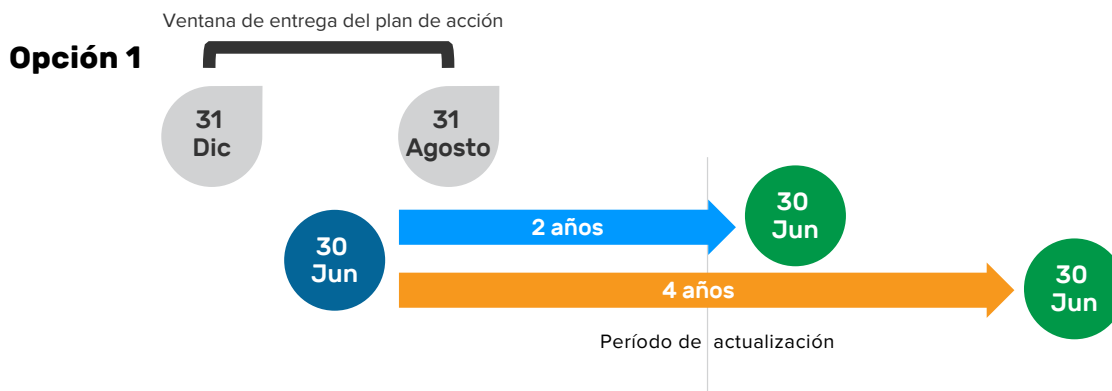 Ventana de entrega del plan de acción
Opción 1
31
Dic
31
Agosto
30
Jun
2 años
30
Jun
4 años
30
Jun
Período de actualización